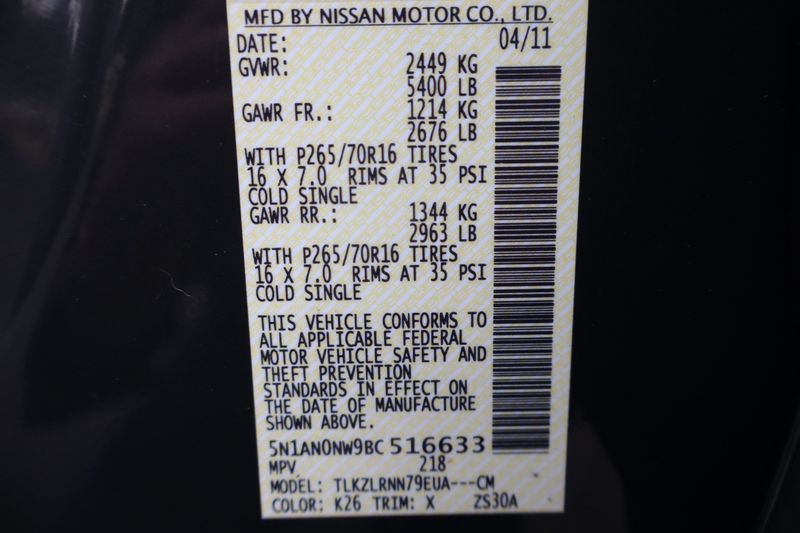 MFD BY NISSAN MOTOR CO., LTD.
DATE: 04/11
GVWR: 2449 KG
5400 LB
GAWR FR.: 1214 KG
2676 LB
WITH P265/70R16 TIRES
16 X 7.0 RIMS AT 35 PSI
COLD SINGLE
GAWR RR.: 1344 KG
2963 LB
WITH P265/70R16 TIRES
16 X 7.0 RIMS AT 35 PSI
COLD SINGLE
THIS VEHICLE CONFORMS TO
ALL APPLICABLE FEDERAL
MOTOR VEHICLE SAFETY AND
THEFT PREVENTION
STANDARDS IN EFFECT ON
THE DATE OF MANUFACTURE
SHOWN ABOVE.
5N1AN0NW9BC516633
MPV 218
MODEL: TLKZLRNN79EUA---CM
COLOR: K26 TRIM: X ZS30A